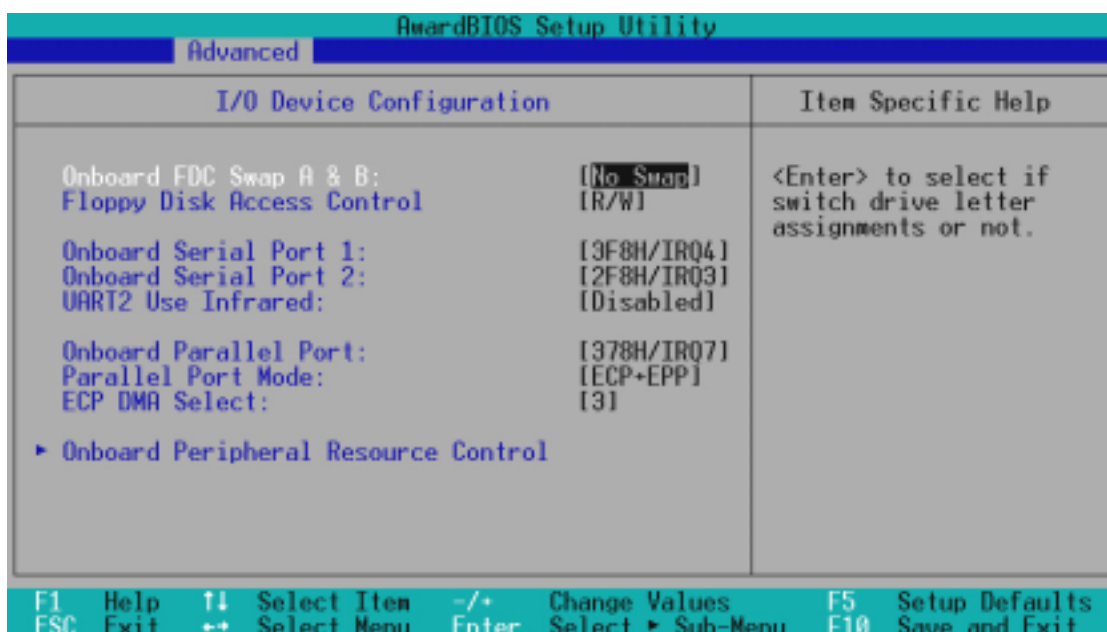 AwardBIOS Setup Utility
Advanced
I/O Device Configuration
Item Specific Help
Onboard FDC Swap A & B: [No Swap]
Floppy Disk Access Control [R/W]
Onboard Serial Port 1: [3F8H/IRQ4]
Onboard Serial Port 2: [2F8H/IRQ3]
UART2 Use Infrared: [Disabled]
Onboard Parallel Port: [378H/IRQ7]
Parallel Port Mode: [ECP+EPP]
ECP DMA Select: [3]
▸ Onboard Peripheral Resource Control
<Enter> to select if
switch drive letter
assignments or not.
F1 Help ↑↓ Select Item -/+ Change Values F5 Setup Defaults
ESC Exit ←→ Select Menu Enter Select ▸ Sub-Menu F10 Save and Exit